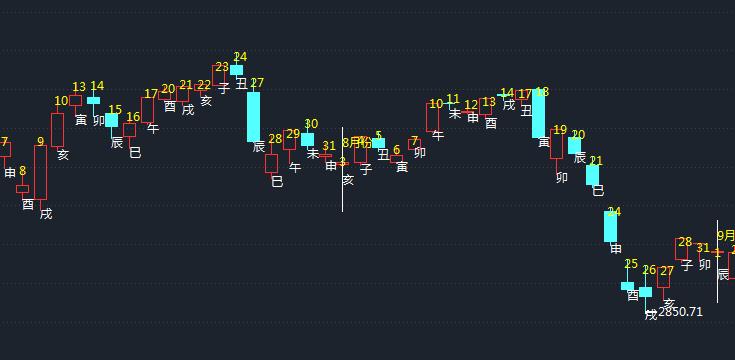 7
申
8
酉
9
戌
10
亥
13
寅
14
卯
15
辰
16
巳
17
午
20
酉
21
戌
22
亥
23
子
24
丑
27
辰
28
巳
29
午
30
未
31
申
8月份
3
亥
子
5
丑
6
寅
7
卯
10
午
11
未
12
申
13
酉
14
戌
17
丑
18
寅
19
卯
20
辰
21
巳
24
申
25
酉
26
戌
2850.71
27
亥
28
子
31
卯
9月
1
辰